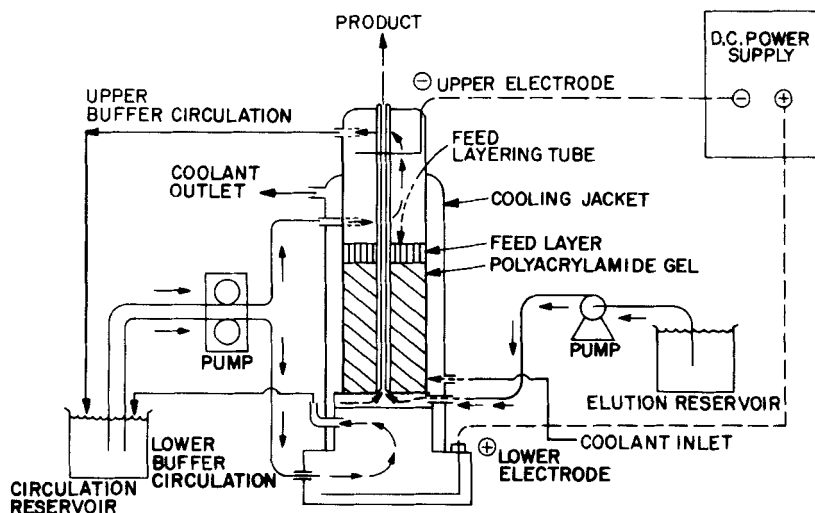 PRODUCT
D.C. POWER
SUPPLY
⊖ UPPER ELECTRODE
⊖ ⊕
UPPER
BUFFER CIRCULATION
FEED
LAYERING TUBE
COOLANT
OUTLET
COOLING JACKET
FEED LAYER
POLYACRYLAMIDE GEL
PUMP
PUMP
ELUTION RESERVOIR
COOLANT INLET
LOWER
BUFFER
CIRCULATION
⊕ LOWER
ELECTRODE
CIRCULATION
RESERVOIR